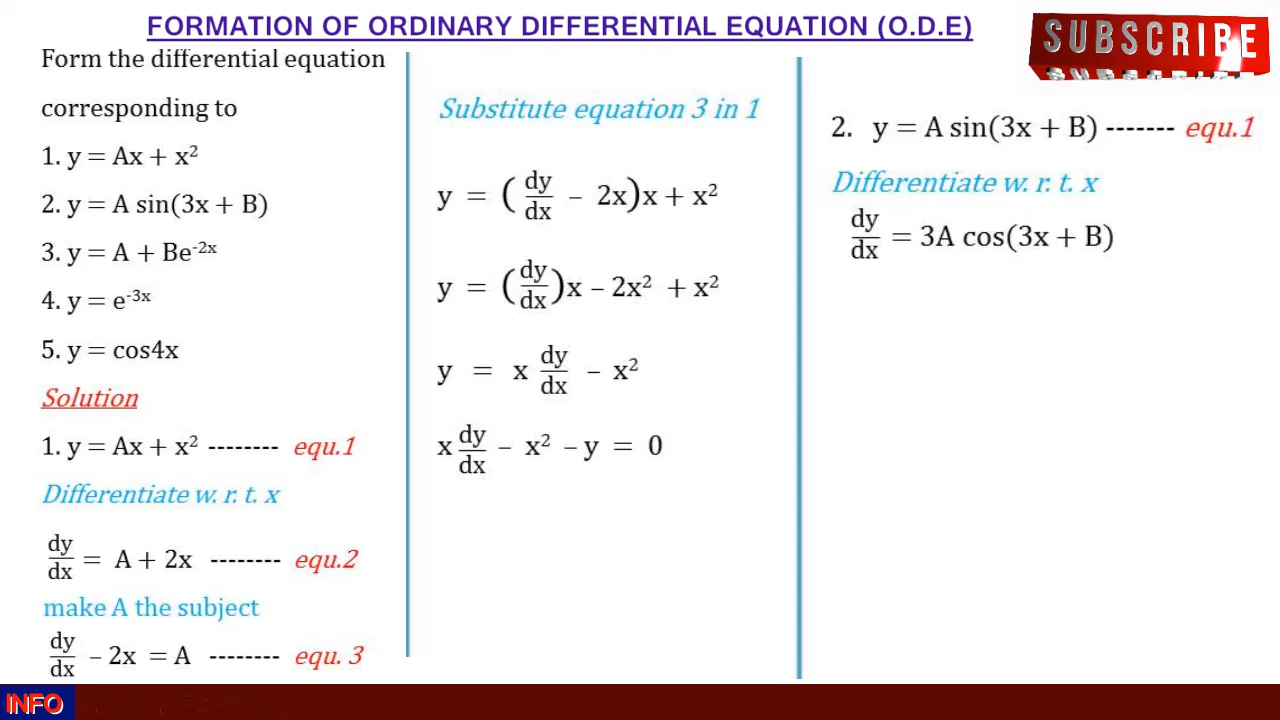 FORMATION OF ORDINARY DIFFERENTIAL EQUATION (O.D.E)
SUBSCRIBE
Form the differential equation
corresponding to
1. y = Ax + x²
2. y = A sin(3x + B)
3. y = A + Be⁻²ˣ
4. y = e⁻³ˣ
5. y = cos4x
Solution
1. y = Ax + x² -------- equ.1
Differentiate w. r. t. x
dy/dx = A + 2x -------- equ.2
make A the subject
dy/dx – 2x = A -------- equ. 3
Substitute equation 3 in 1
y = (dy/dx – 2x)x + x²
y = (dy/dx)x – 2x² + x²
y = x dy/dx – x²
x dy/dx – x² – y = 0
2. y = A sin(3x + B) ------- equ.1
Differentiate w. r. t. x
dy/dx = 3A cos(3x + B)
INFO